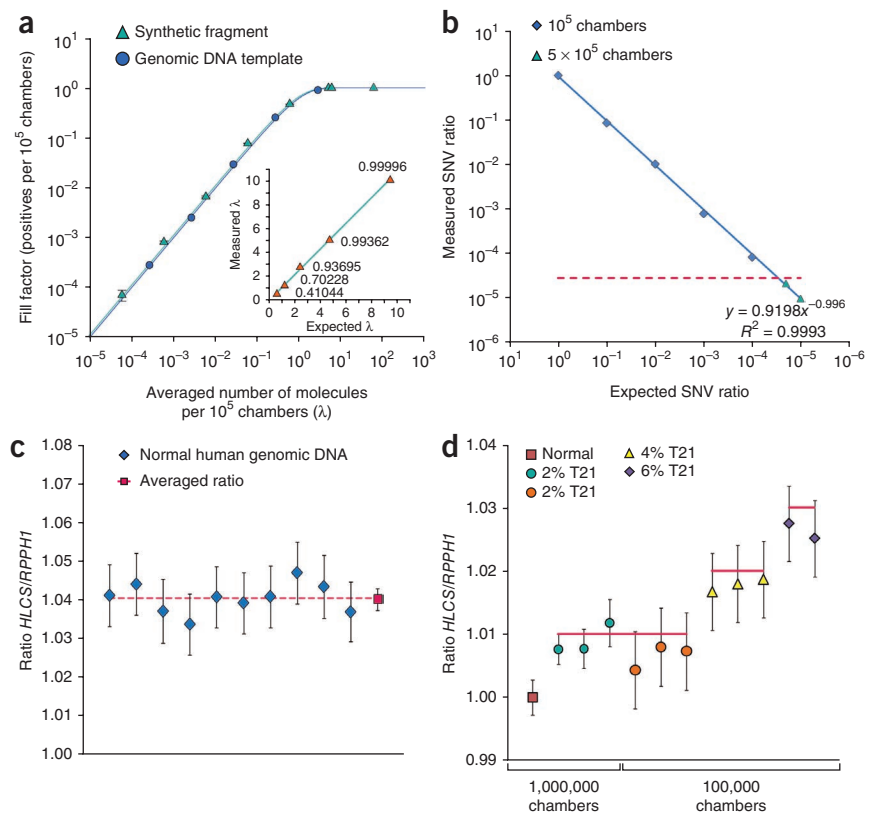 a
Synthetic fragment
Genomic DNA template
Fill factor (positives per 10⁵ chambers)
10¹
10⁰
10⁻¹
10⁻²
10⁻³
10⁻⁴
10⁻⁵
10⁻⁵
10⁻⁴
10⁻³
10⁻²
10⁻¹
10⁰
10¹
10²
10³
Averaged number of molecules
per 10⁵ chambers (λ)
Measured λ
10
8
6
4
2
0
0 2 4 6 8 10
Expected λ
0.99996
0.99362
0.93695
0.70228
0.41044
b
10⁵ chambers
5 × 10⁵ chambers
Measured SNV ratio
10¹
10⁰
10⁻¹
10⁻²
10⁻³
10⁻⁴
10⁻⁵
10⁻⁶
y = 0.9198x⁻⁰·⁹⁹⁶
R² = 0.9993
10¹ 10⁰ 10⁻¹ 10⁻² 10⁻³ 10⁻⁴ 10⁻⁵ 10⁻⁶
Expected SNV ratio
c
Normal human genomic DNA
Averaged ratio
Ratio HLCS/RPPH1
1.08
1.07
1.06
1.05
1.04
1.03
1.04
1.02
1.00
d
Normal
2% T21
2% T21
4% T21
6% T21
Ratio HLCS/RPPH1
1.04
1.03
1.02
1.01
1.00
0.99
1,000,000
chambers
100,000
chambers